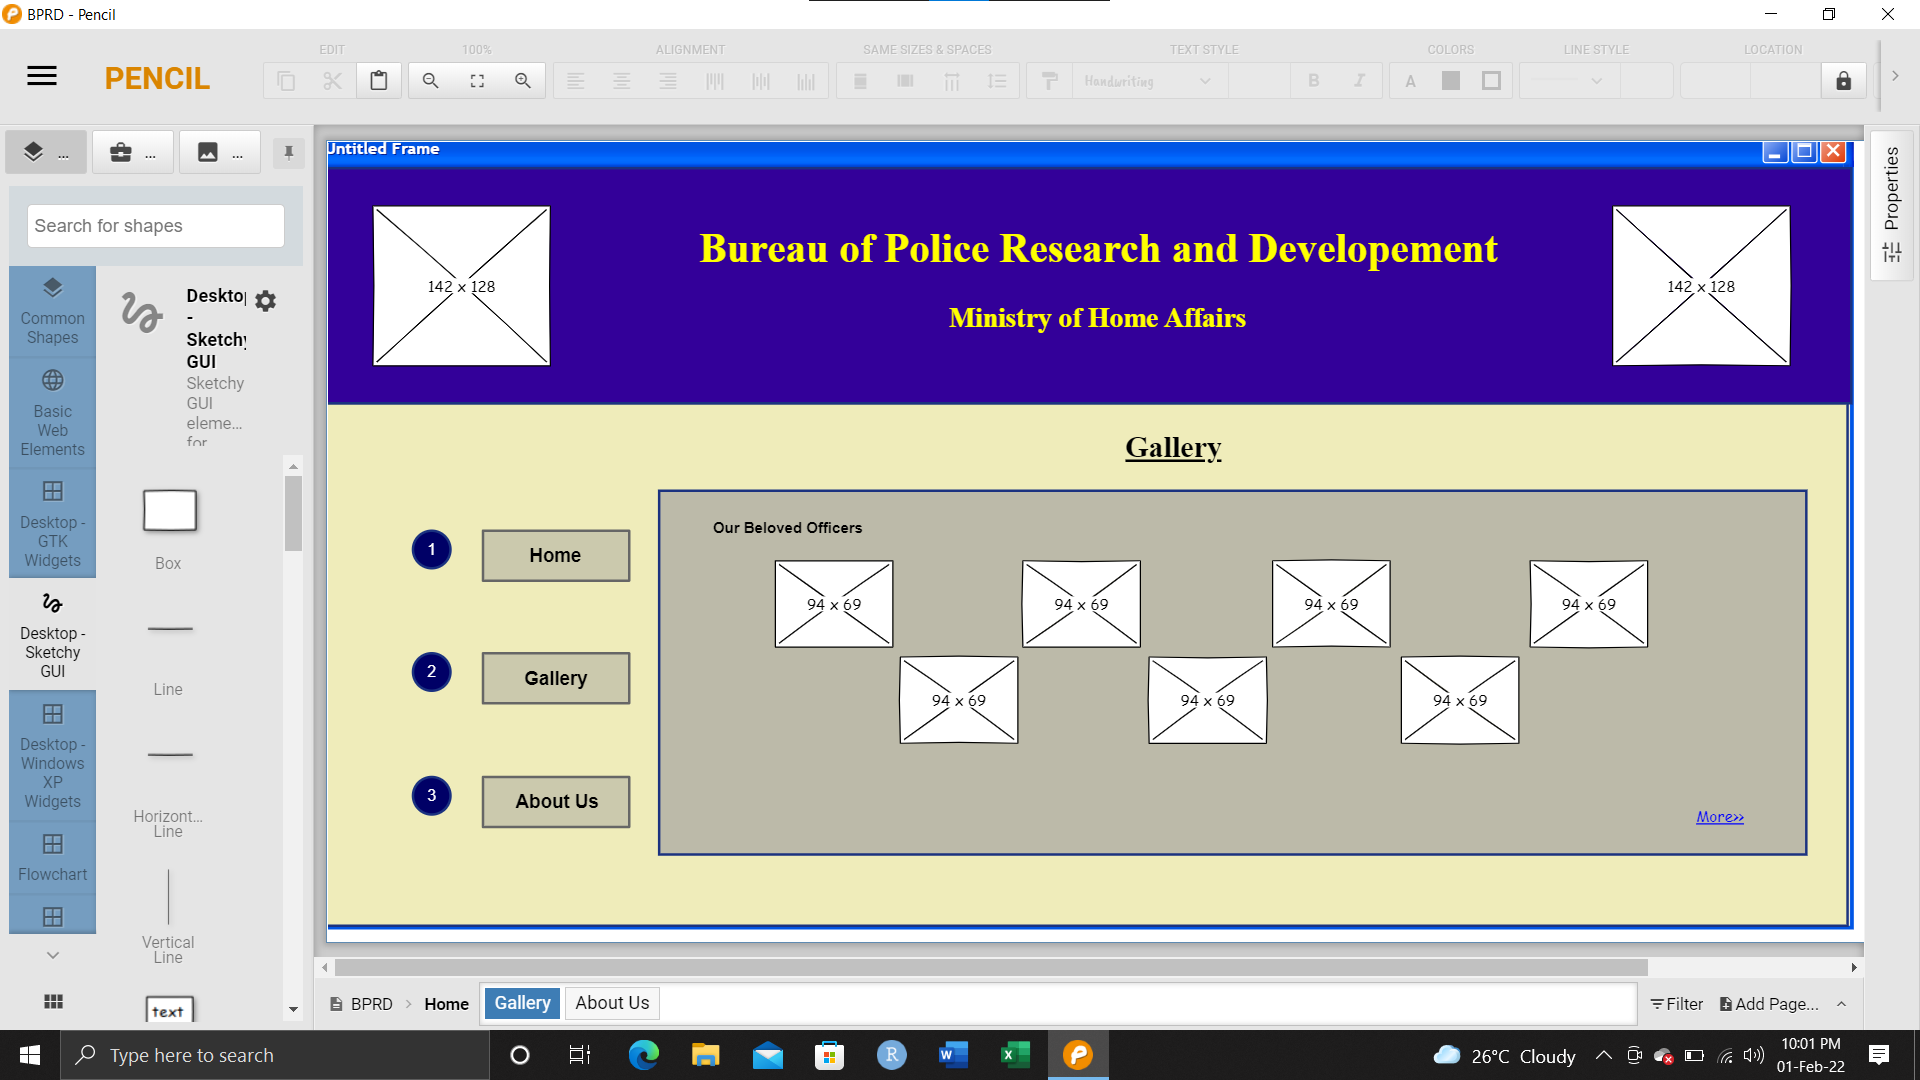 BPRD - Pencil
EDIT
100%
ALIGNMENT
SAME SIZES & SPACES
TEXT STYLE
COLORS
LINE STYLE
LOCATION
PENCIL
Handwriting
B
I
A
...
...
...
Search for shapes
Common
Shapes
Basic
Web
Elements
Desktop -
GTK
Widgets
Desktop -
Sketchy
GUI
Desktop -
Windows
XP
Widgets
Flowchart
Desktop
-
Sketchy
GUI
Sketchy
GUI
eleme...
for
Box
Line
Horizont...
Line
Vertical
Line
text
Untitled Frame
142 x 128
Bureau of Police Research and Developement
Ministry of Home Affairs
142 x 128
Gallery
1
Home
2
Gallery
3
About Us
Our Beloved Officers
94 x 69
94 x 69
94 x 69
94 x 69
94 x 69
94 x 69
94 x 69
More>>
Properties
BPRD > Home
Gallery
About Us
Filter
Add Page...
Type here to search
26°C Cloudy
10:01 PM
01-Feb-22